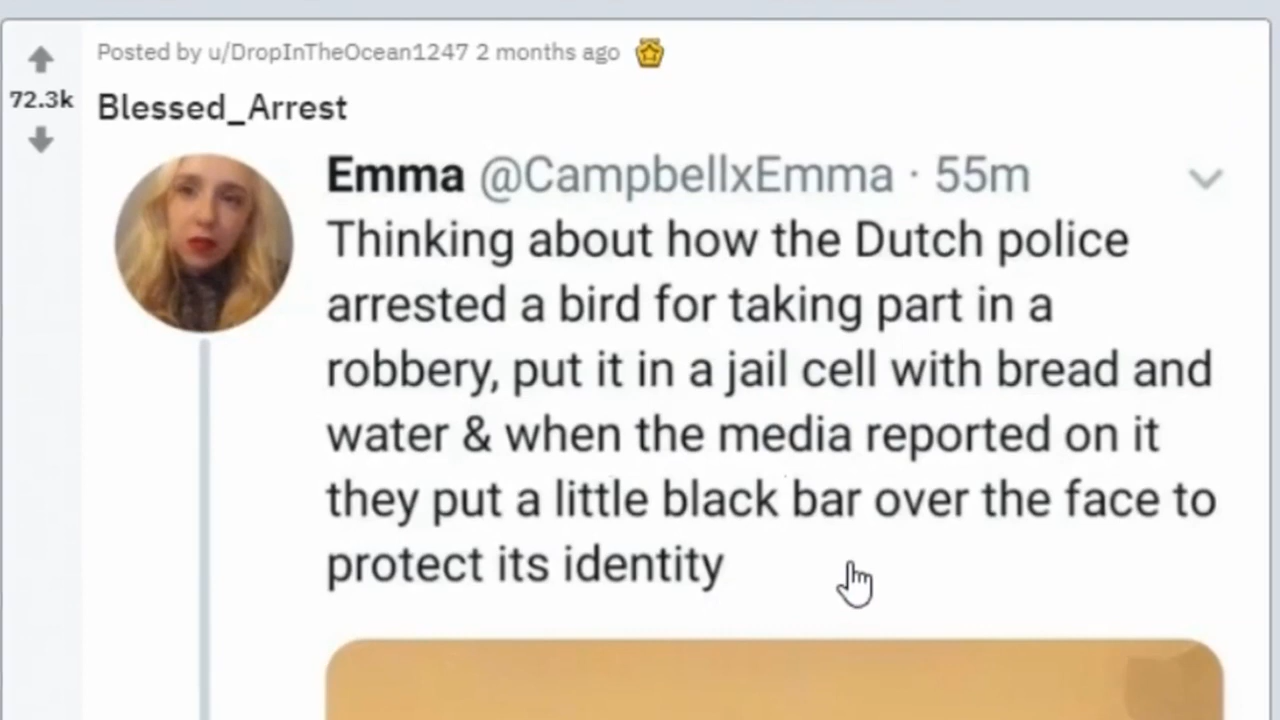 Posted by u/DropInTheOcean1247 2 months ago
72.3k
Blessed_Arrest
Emma @CampbellxEmma · 55m
Thinking about how the Dutch police
arrested a bird for taking part in a
robbery, put it in a jail cell with bread and
water & when the media reported on it
they put a little black bar over the face to
protect its identity